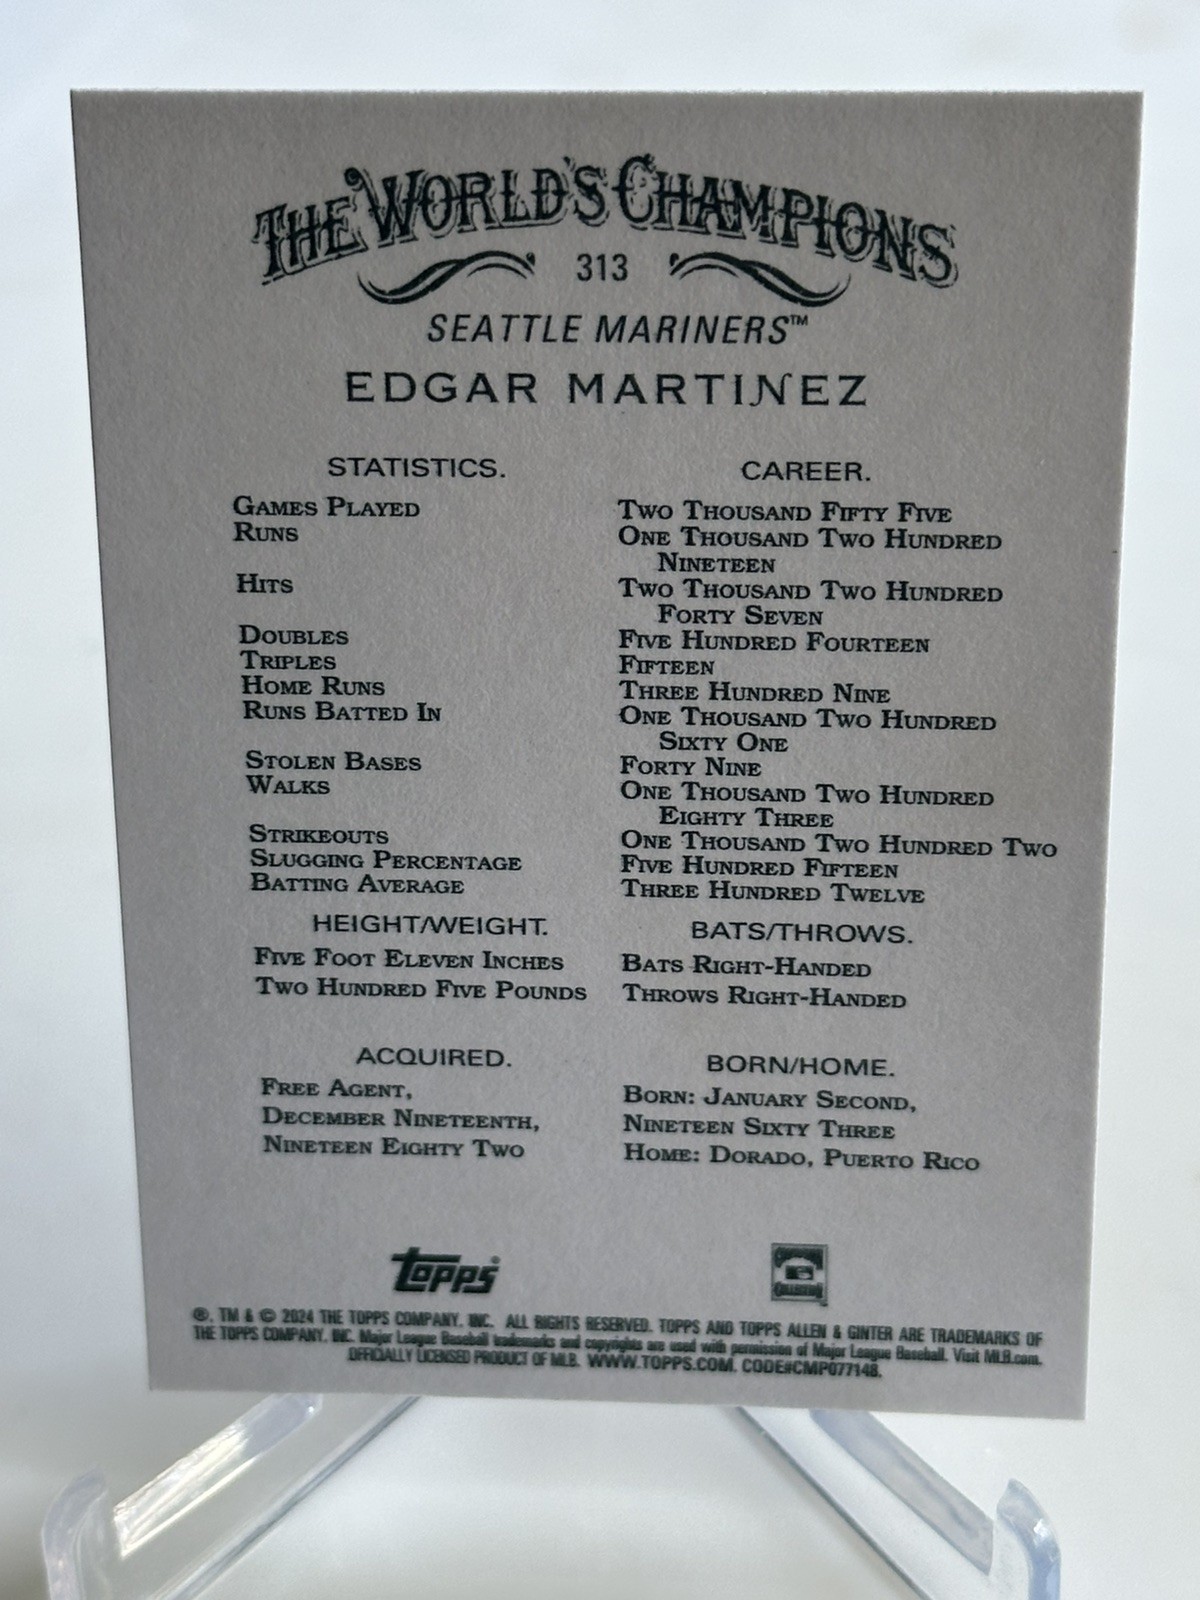 THE WORLD'S CHAMPIONS
313
SEATTLE MARINERS™
EDGAR MARTINEZ
STATISTICS. CAREER.
GAMES PLAYED TWO THOUSAND FIFTY FIVE
RUNS ONE THOUSAND TWO HUNDRED
NINETEEN
HITS TWO THOUSAND TWO HUNDRED
FORTY SEVEN
DOUBLES FIVE HUNDRED FOURTEEN
TRIPLES FIFTEEN
HOME RUNS THREE HUNDRED NINE
RUNS BATTED IN ONE THOUSAND TWO HUNDRED
SIXTY ONE
STOLEN BASES FORTY NINE
WALKS ONE THOUSAND TWO HUNDRED
EIGHTY THREE
STRIKEOUTS ONE THOUSAND TWO HUNDRED TWO
SLUGGING PERCENTAGE FIVE HUNDRED FIFTEEN
BATTING AVERAGE THREE HUNDRED TWELVE
HEIGHT/WEIGHT. BATS/THROWS.
FIVE FOOT ELEVEN INCHES BATS RIGHT-HANDED
TWO HUNDRED FIVE POUNDS THROWS RIGHT-HANDED
ACQUIRED. BORN/HOME.
FREE AGENT, BORN: JANUARY SECOND,
DECEMBER NINETEENTH, NINETEEN SIXTY THREE
NINETEEN EIGHTY TWO HOME: DORADO, PUERTO RICO
topps®
COLLECTION
®, TM & © 2024 THE TOPPS COMPANY, INC. ALL RIGHTS RESERVED. TOPPS AND TOPPS ALLEN & GINTER ARE TRADEMARKS OF
THE TOPPS COMPANY, INC. Major League Baseball trademarks and copyrights are used with permission of Major League Baseball. Visit MLB.com.
OFFICIALLY LICENSED PRODUCT OF MLB. WWW.TOPPS.COM. CODE#CMP077148.